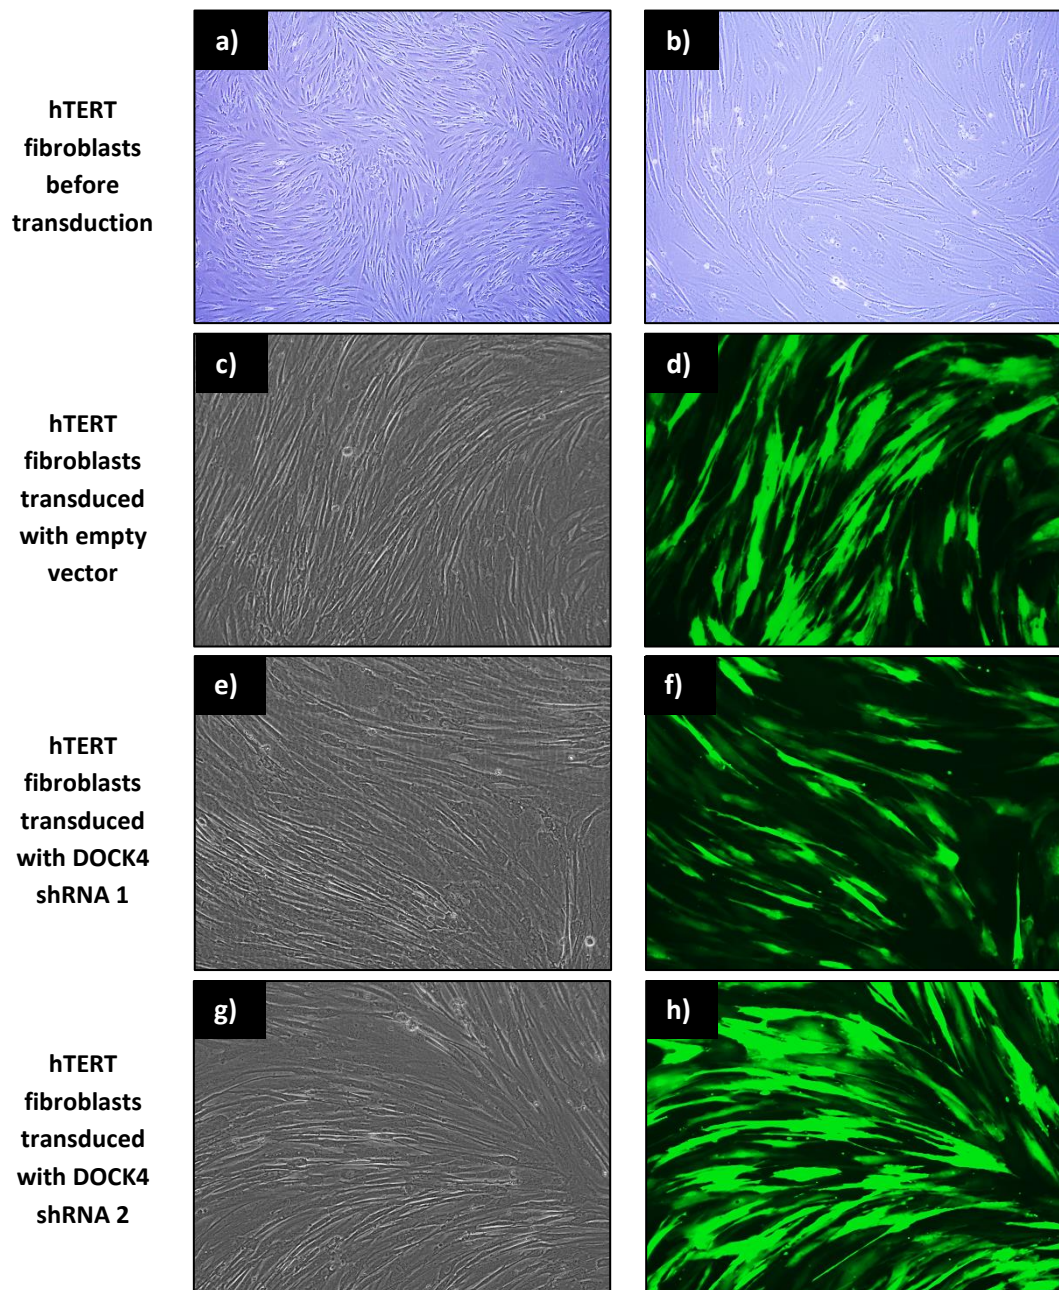 hTERT
fibroblasts
before
transduction
a)
b)
hTERT
fibroblasts
transduced
with empty
vector
c)
d)
hTERT
fibroblasts
transduced
with DOCK4
shRNA 1
e)
f)
hTERT
fibroblasts
transduced
with DOCK4
shRNA 2
g)
h)